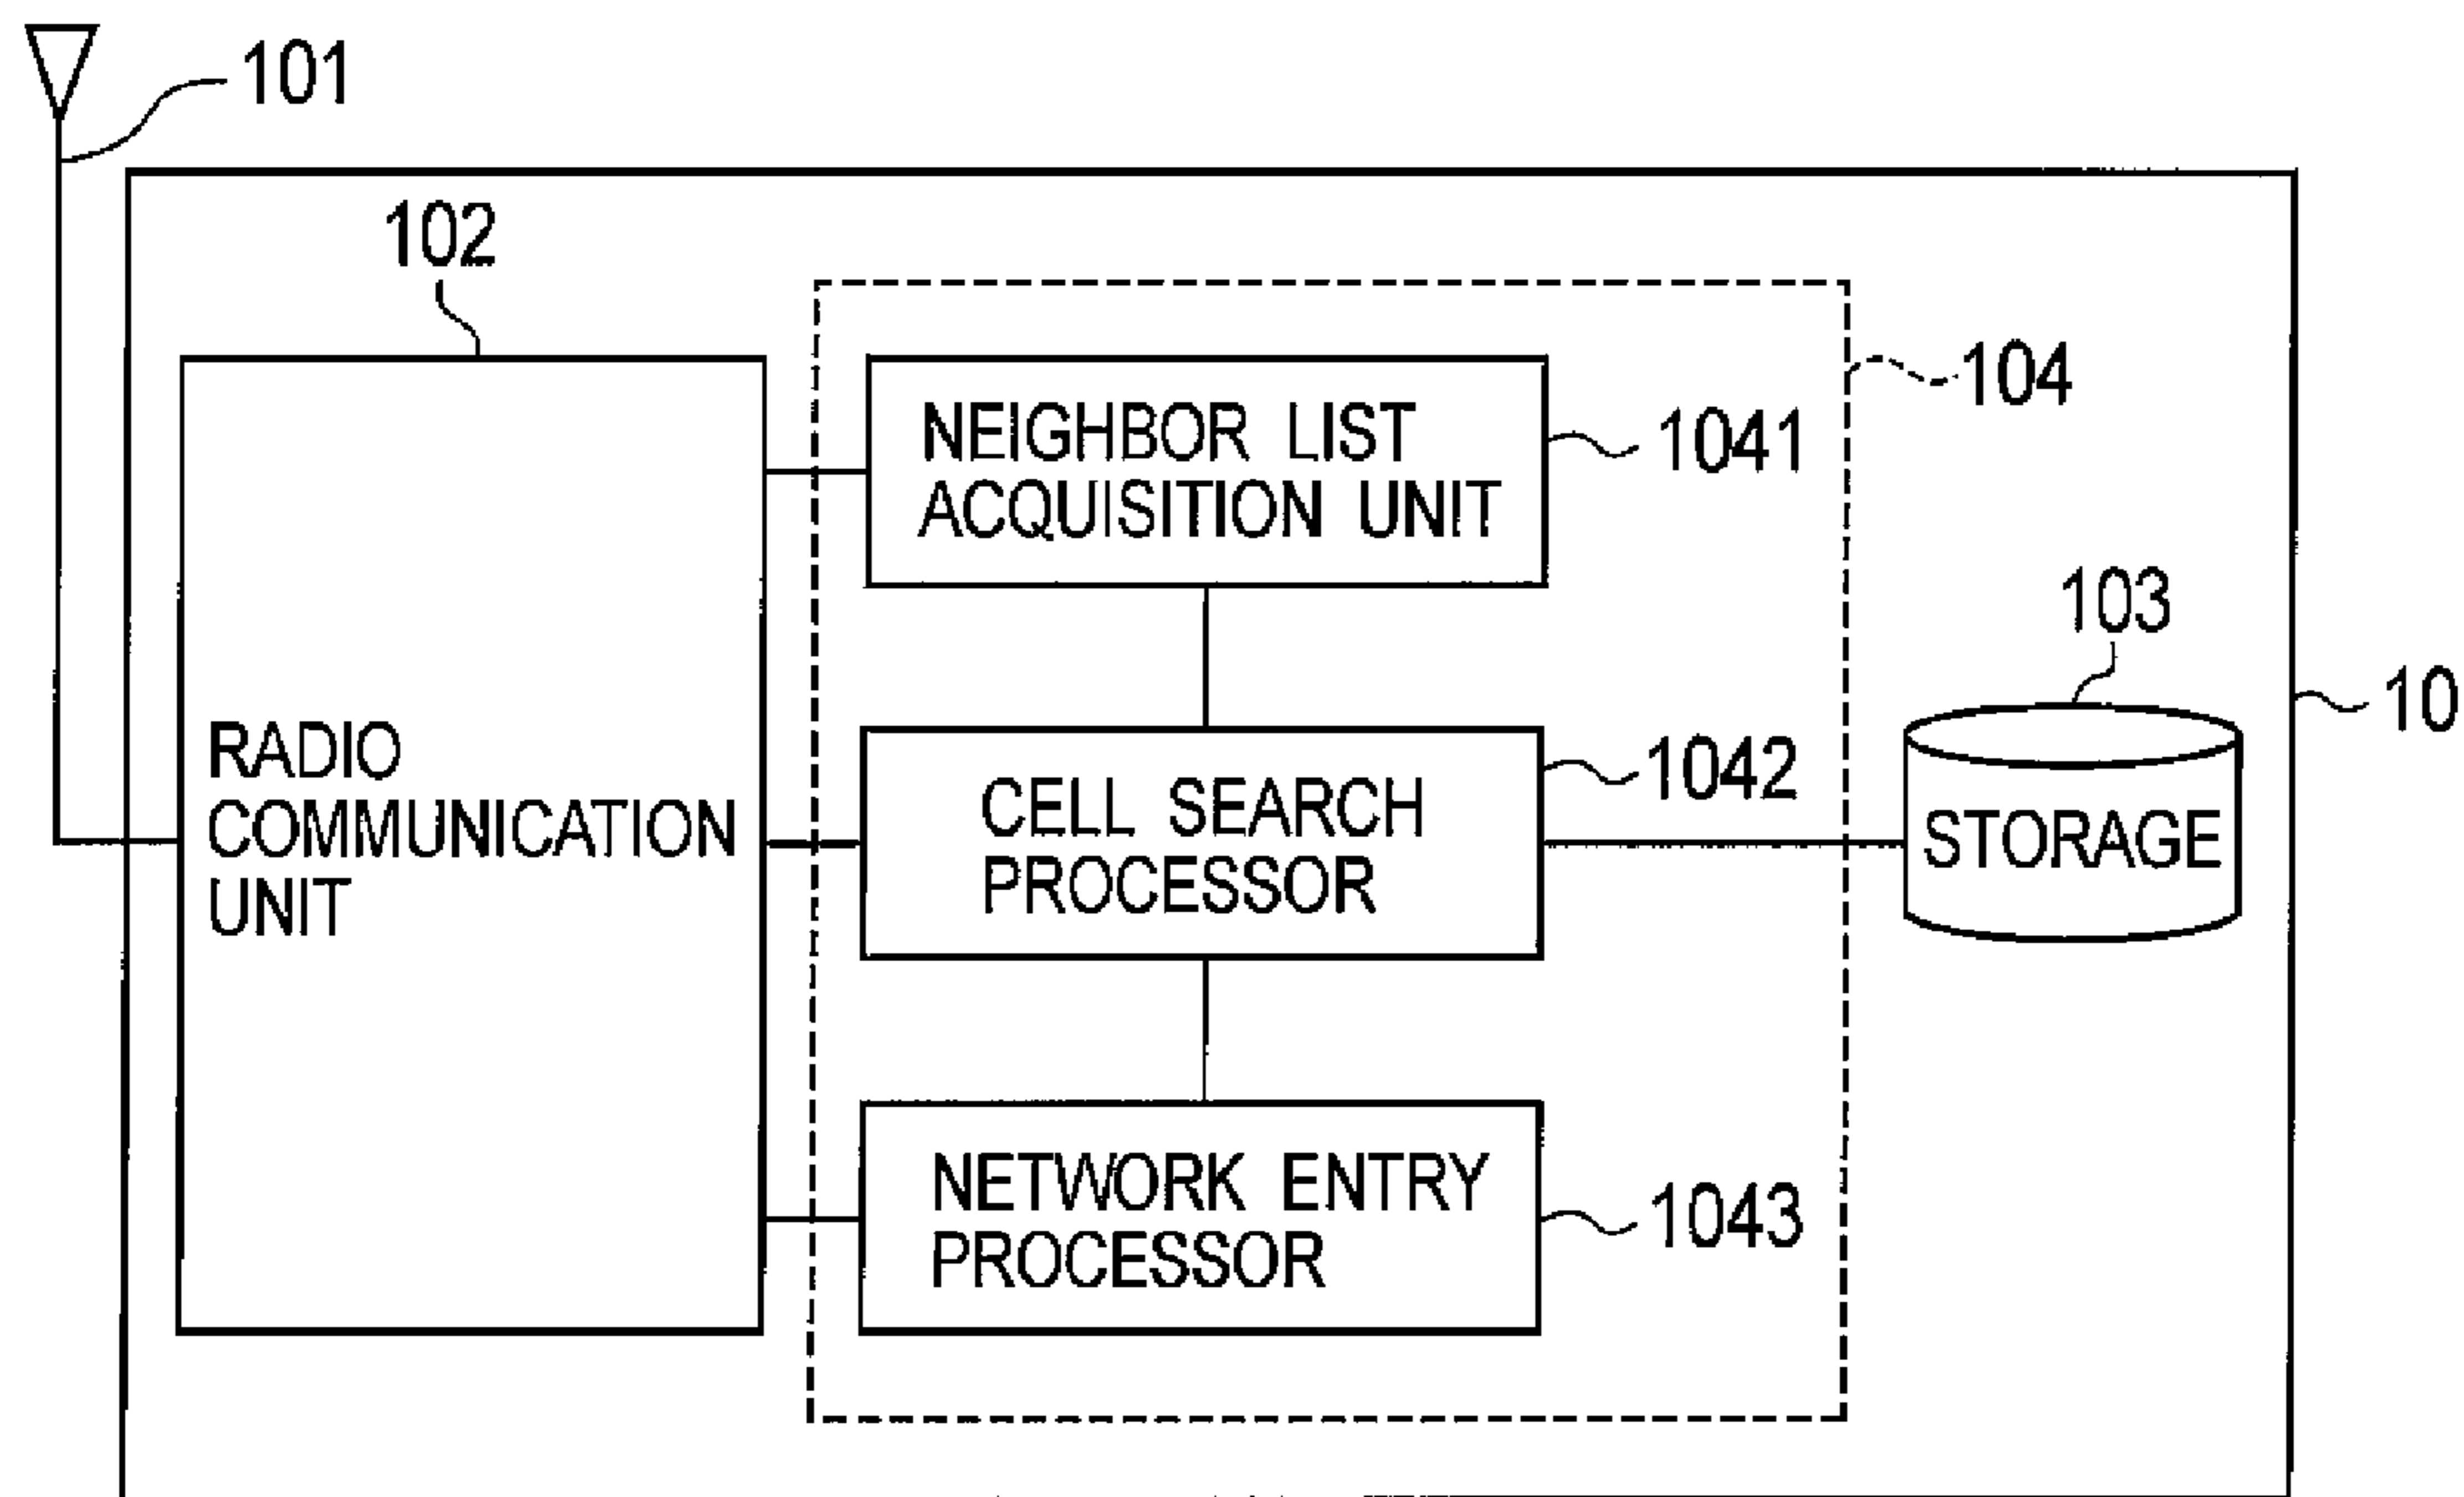 101
102
104
NEIGHBOR LIST
ACQUISITION UNIT
1041
103
10
RADIO
COMMUNICATION
UNIT
CELL SEARCH
PROCESSOR
1042
STORAGE
NETWORK ENTRY
PROCESSOR
1043